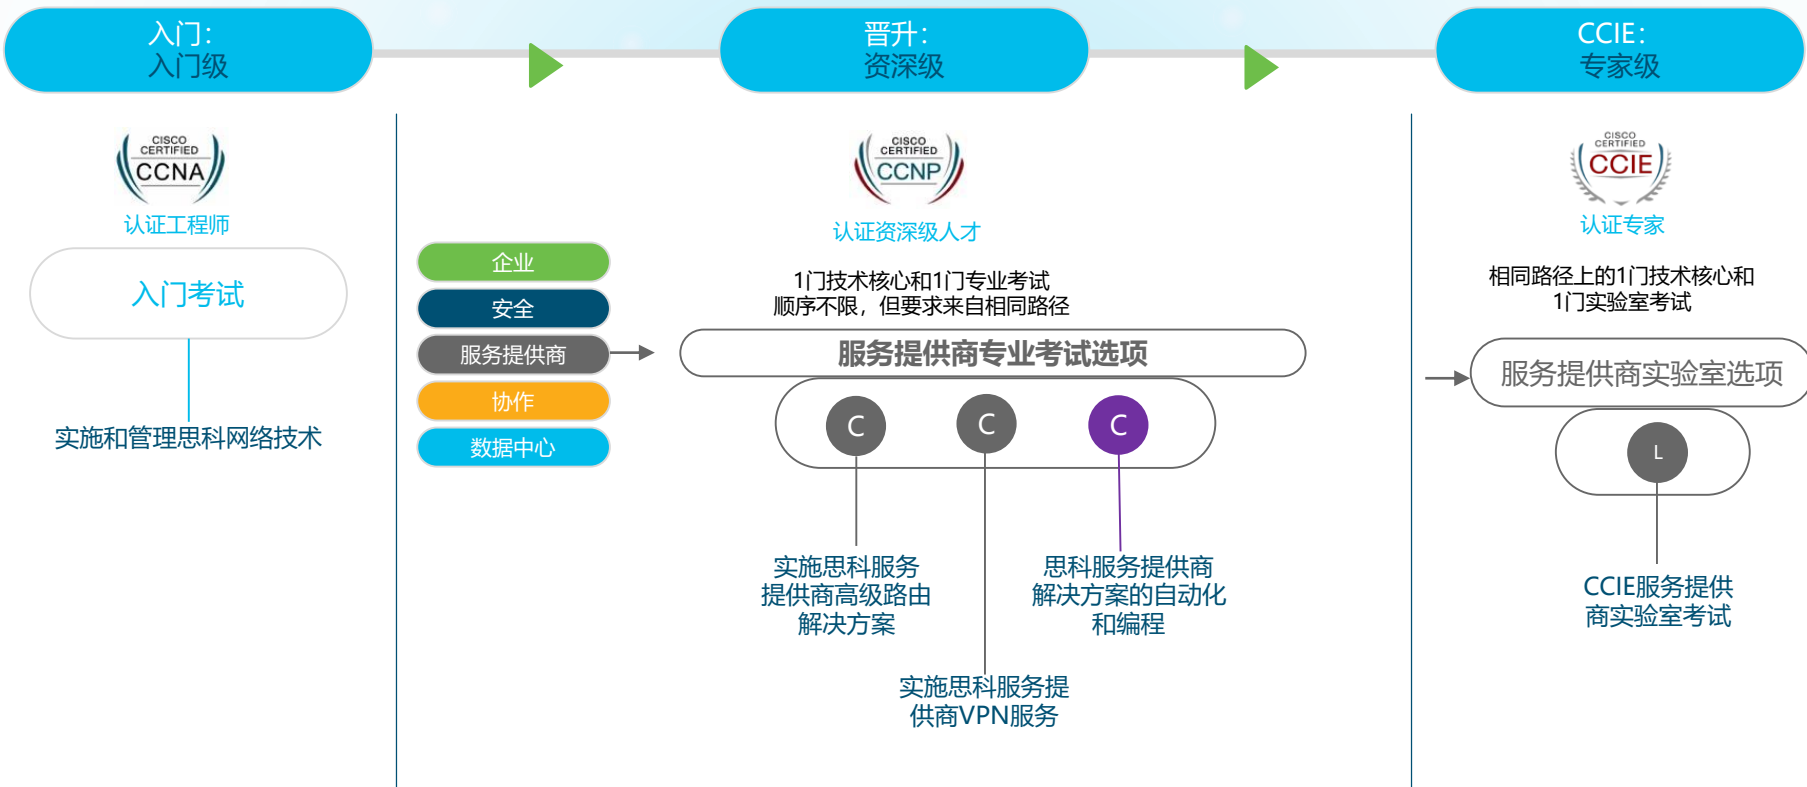 入门：
入门级
晋升：
资深级
CCIE：
专家级
CISCO
CERTIFIED
CCNA
认证工程师
入门考试
实施和管理思科网络技术
CISCO
CERTIFIED
CCNP
认证资深级人才
1门技术核心和1门专业考试
顺序不限，但要求来自相同路径
企业
安全
服务提供商
协作
数据中心
服务提供商专业考试选项
C
C
C
实施思科服务
提供商高级路由
解决方案
实施思科服务提
供商VPN服务
思科服务提供商
解决方案的自动化
和编程
CISCO
CERTIFIED
CCIE
认证专家
相同路径上的1门技术核心和
1门实验室考试
服务提供商实验室选项
L
CCIE服务提供
商实验室考试